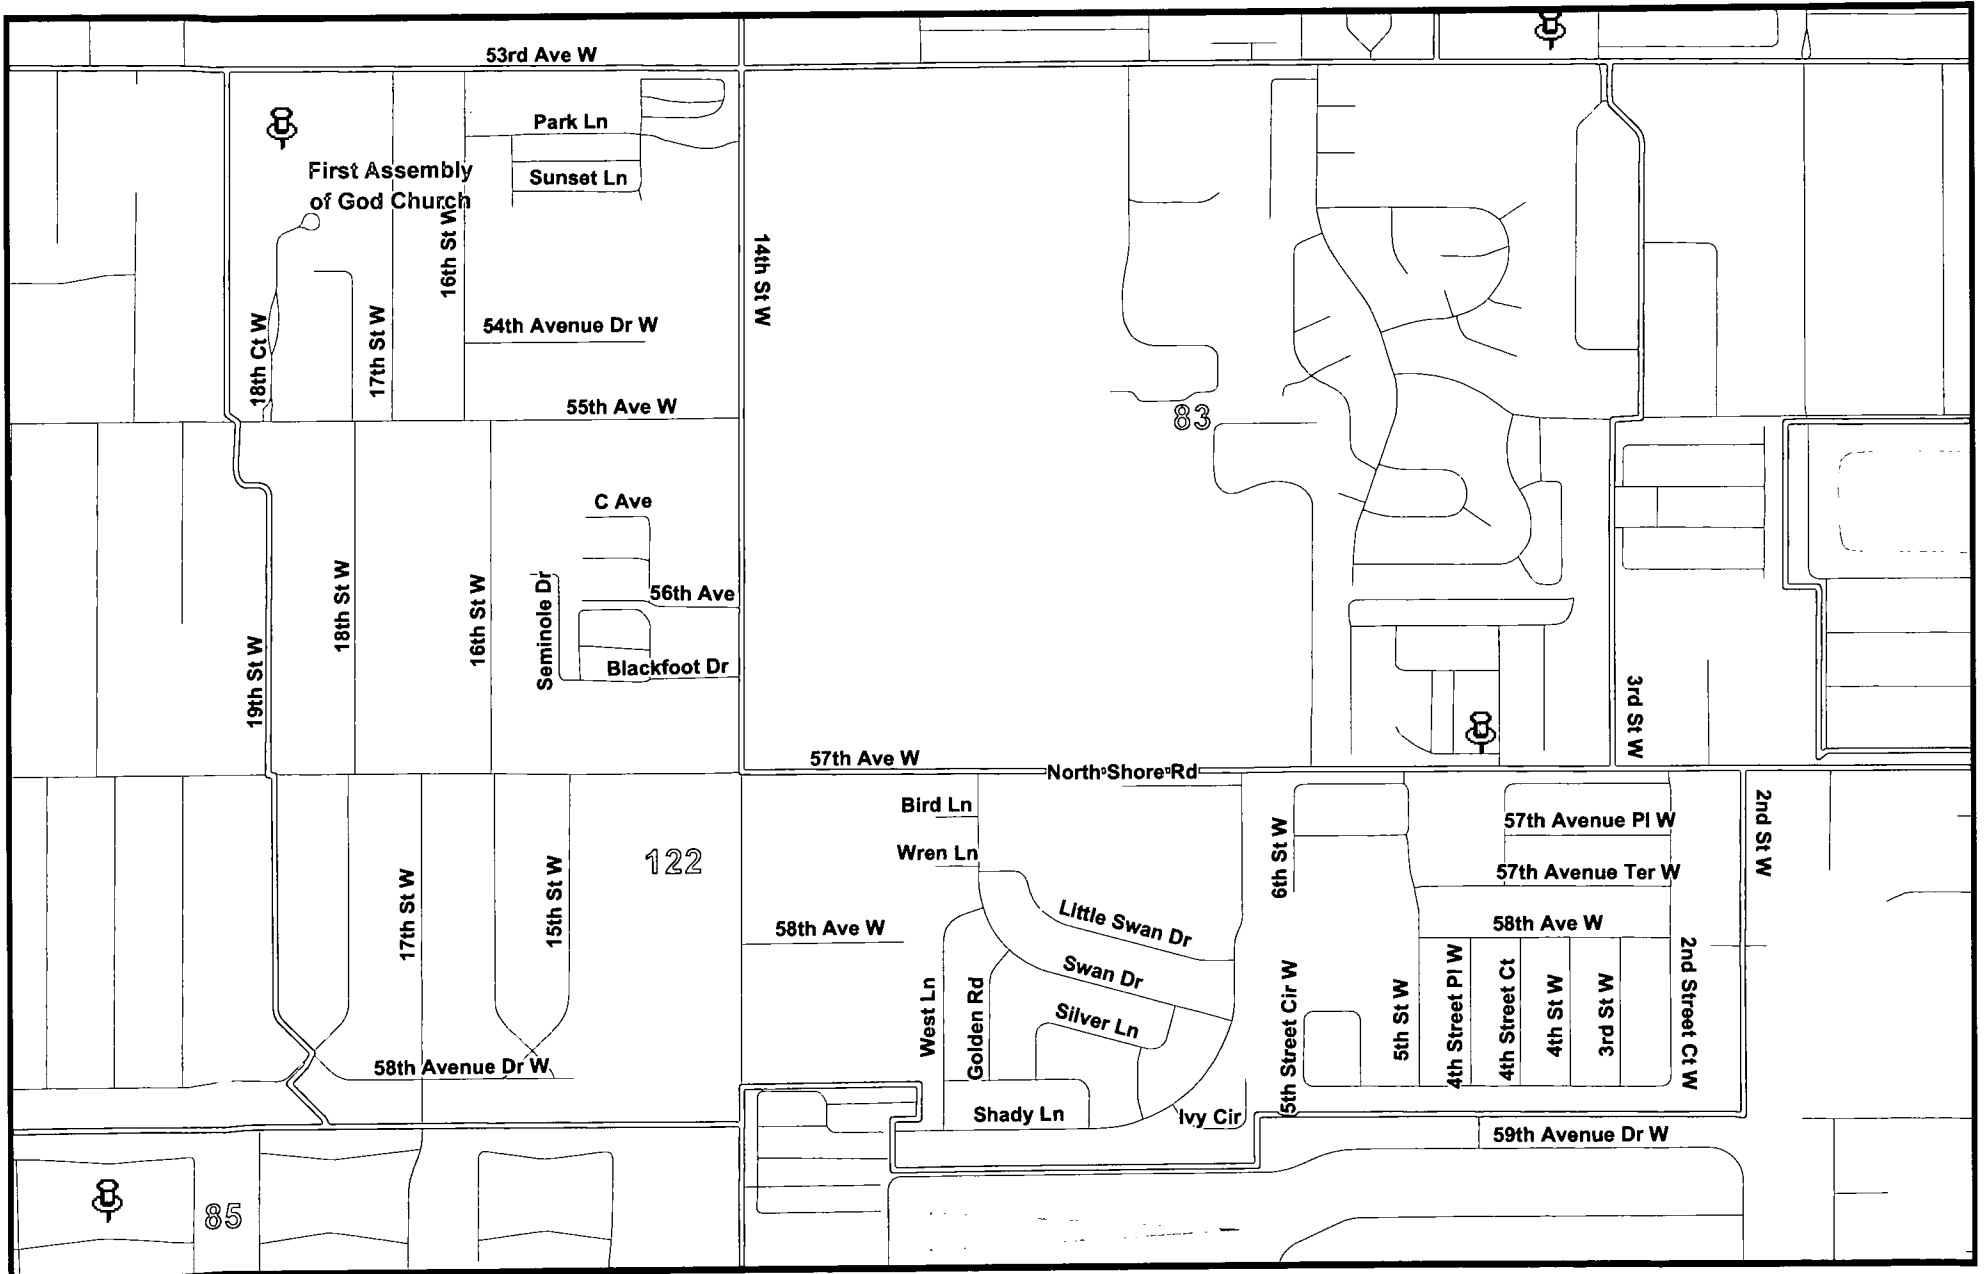 53rd Ave W
Park Ln
First Assembly
of God Church
Sunset Ln
16th St W
14th St W
18th Ct W
17th St W
54th Avenue Dr W
55th Ave W
83
C Ave
18th St W
16th St W
Seminole Dr
56th Ave
Blackfoot Dr
19th St W
3rd St W
57th Ave W
North Shore Rd
Bird Ln
57th Avenue Pl W
2nd St W
Wren Ln
6th St W
57th Avenue Ter W
122
17th St W
15th St W
58th Ave W
Little Swan Dr
58th Ave W
Swan Dr
West Ln
Golden Rd
Silver Ln
5th Street Cir W
5th St W
4th Street Pl W
4th Street Ct
4th St W
3rd St W
2nd Street Ct W
58th Avenue Dr W
Shady Ln
Ivy Cir
59th Avenue Dr W
85